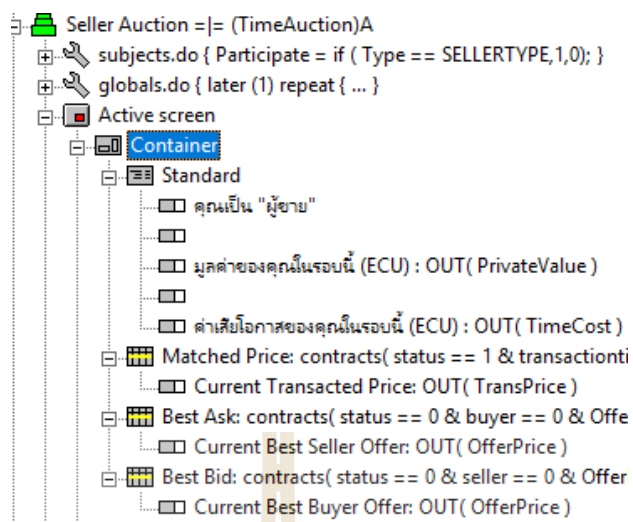 Seller Auction =|= (TimeAuction)A
subjects.do { Participate = if ( Type == SELLERTYPE,1,0); }
globals.do { later (1) repeat { ... }
Active screen
Container
Standard
คุณเป็น "ผู้ขาย"
มูลค่าของคุณในรอบนี้ (ECU) : OUT( PrivateValue )
ค่าเสียโอกาสของคุณในรอบนี้ (ECU) : OUT( TimeCost )
Matched Price: contracts( status == 1 & transactionti
Current Transacted Price: OUT( TransPrice )
Best Ask: contracts( status == 0 & buyer == 0 & Offe
Current Best Seller Offer: OUT( OfferPrice )
Best Bid: contracts( status == 0 & seller == 0 & Offer
Current Best Buyer Offer: OUT( OfferPrice )